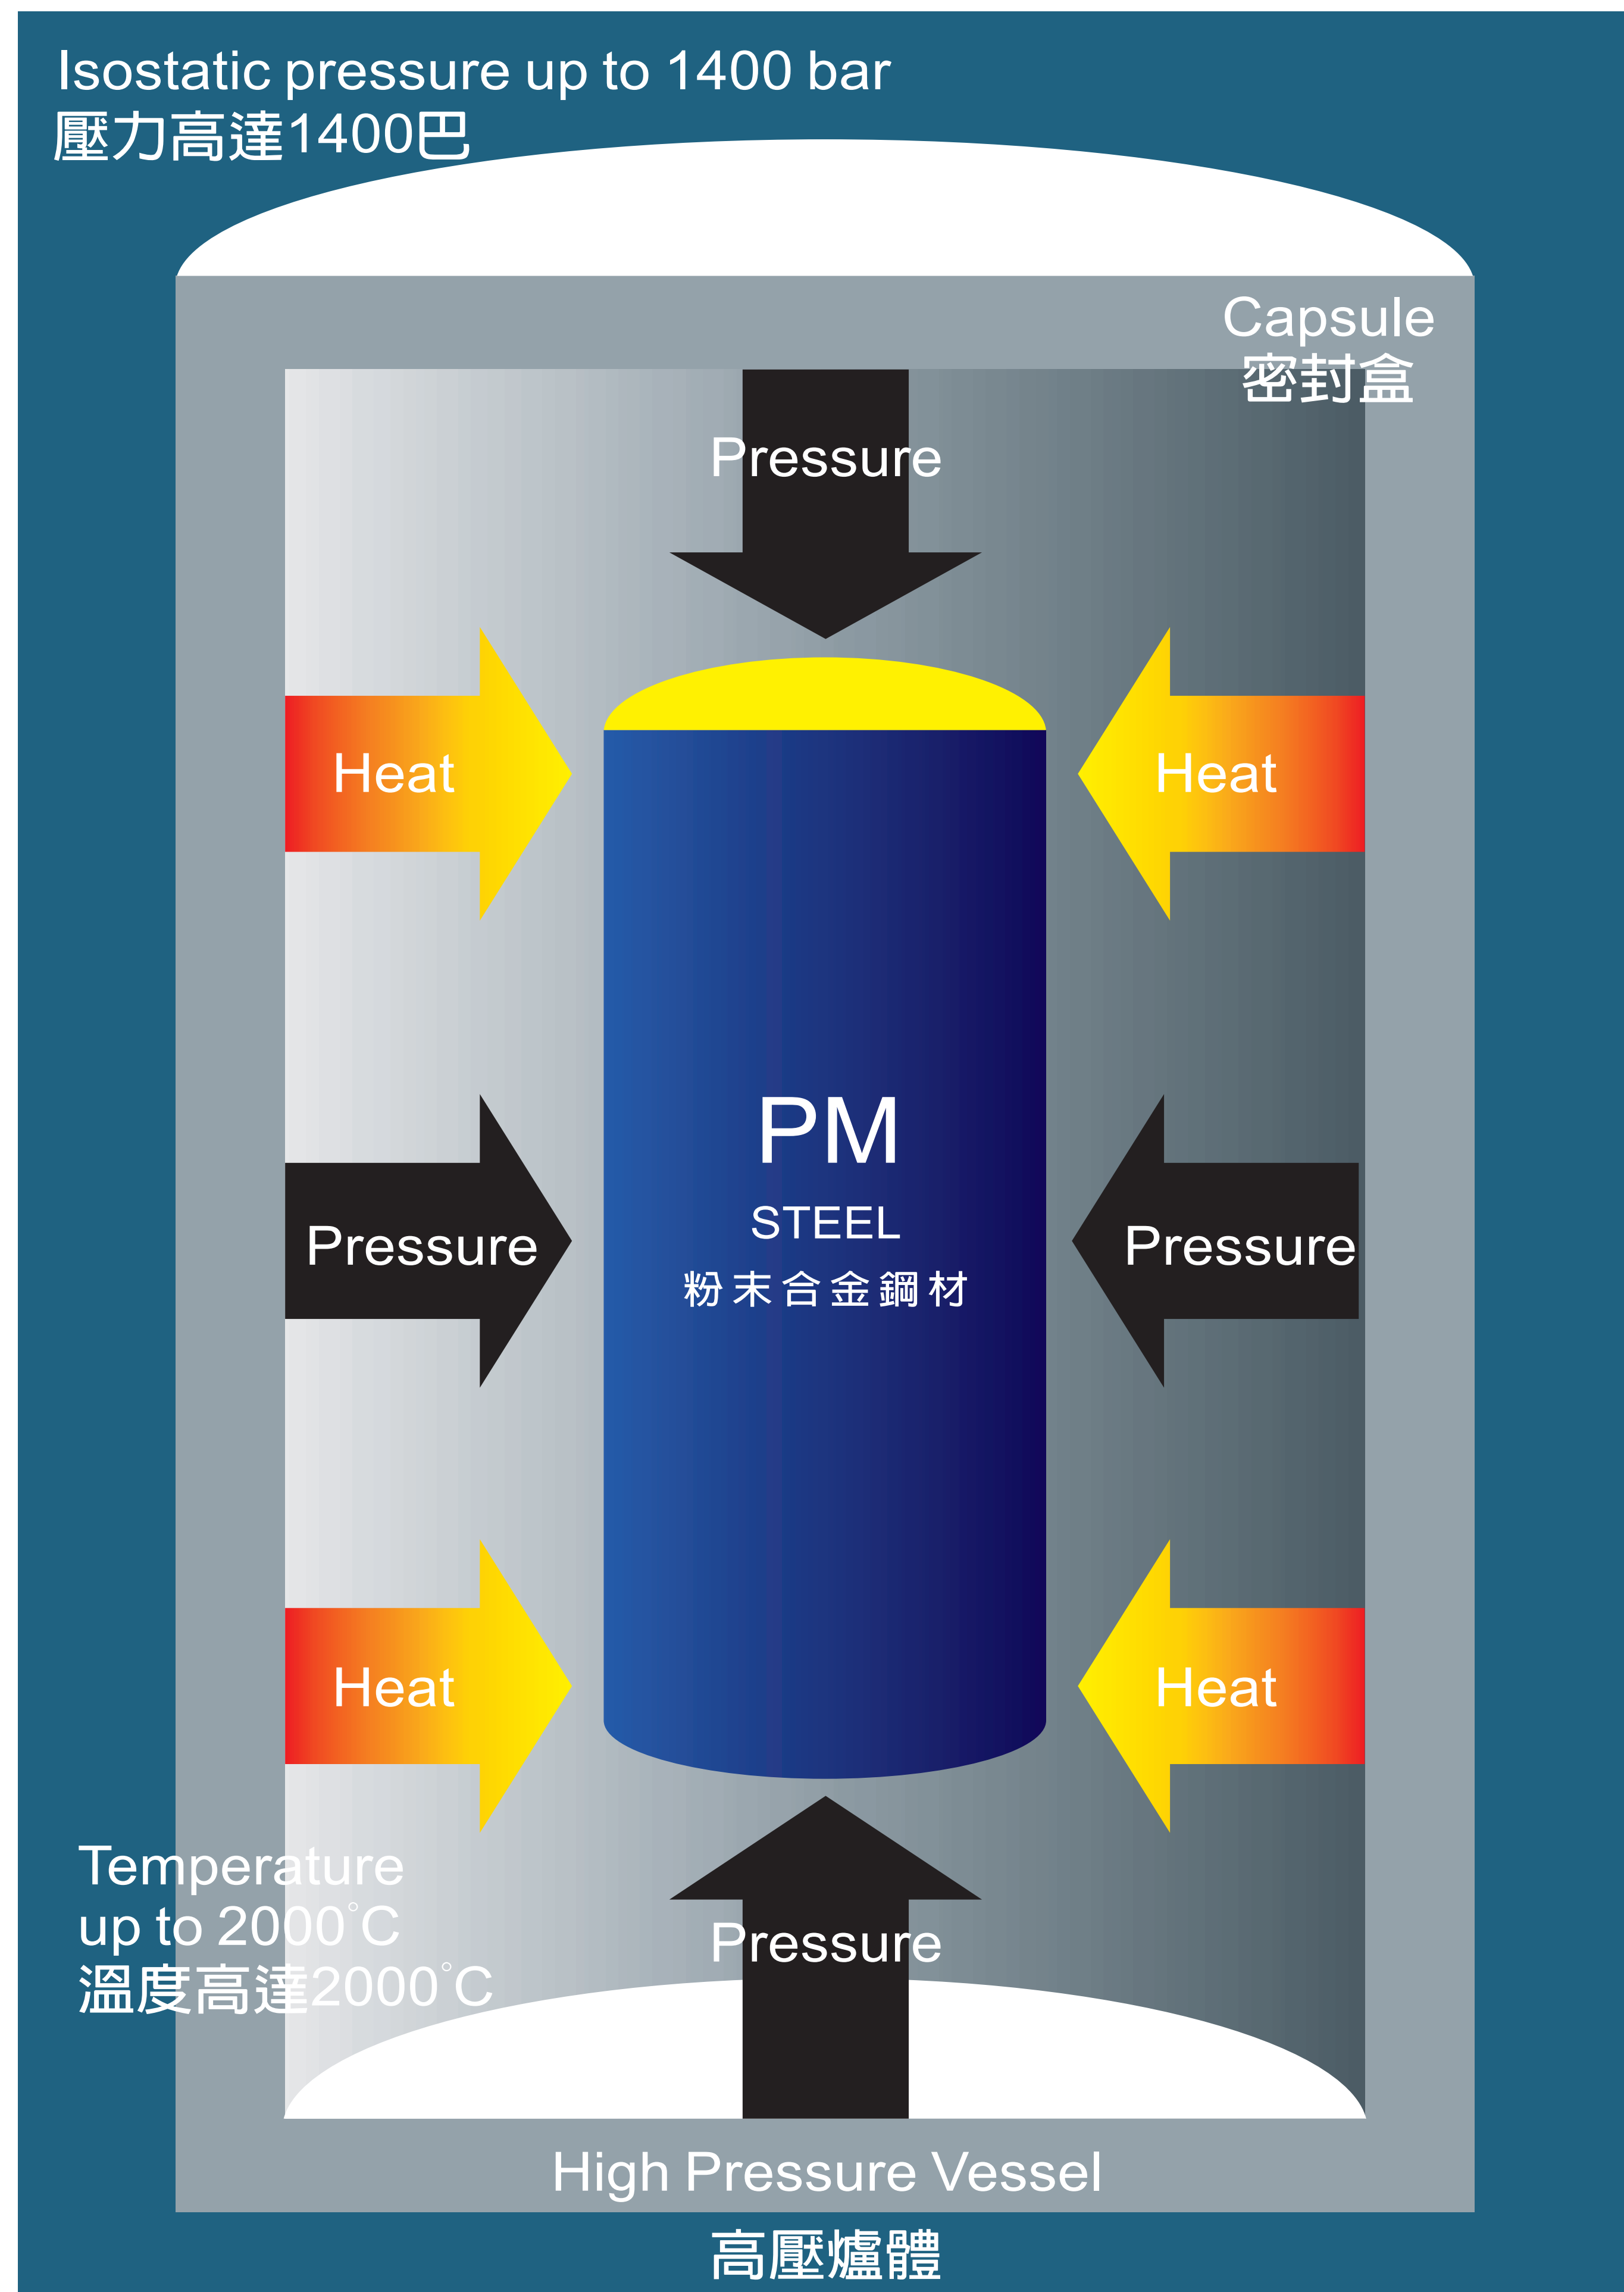 Isostatic pressure up to 1400 bar
壓力高達1400巴
Capsule
密封盒
Pressure
Heat
Heat
PM
STEEL
粉末合金鋼材
Pressure
Pressure
Heat
Heat
Temperature
up to 2000°C
溫度高達2000°C
Pressure
High Pressure Vessel
高壓爐體